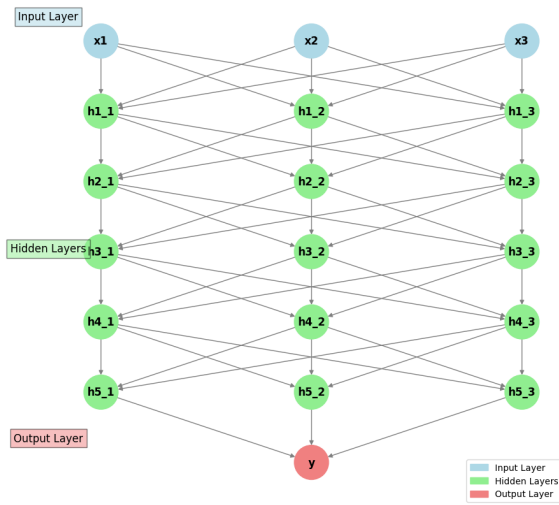 Input Layer
x1 x2 x3
h1_1 h1_2 h1_3
h2_1 h2_2 h2_3
Hidden Layers
h3_1 h3_2 h3_3
h4_1 h4_2 h4_3
h5_1 h5_2 h5_3
Output Layer
y
Input Layer
Hidden Layers
Output Layer